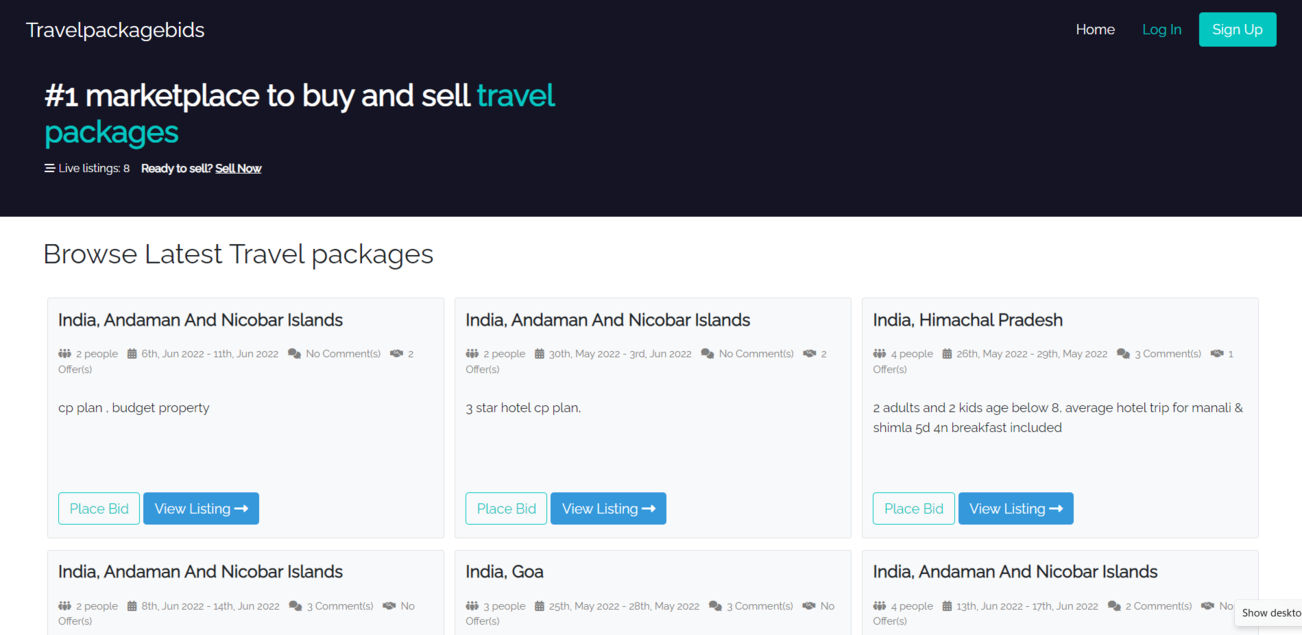 Travelpackagebids
Home
Log In
Sign Up
#1 marketplace to buy and sell travel
packages
Live listings: 8 Ready to sell? Sell Now
Browse Latest Travel packages
India, Andaman And Nicobar Islands
2 people 6th, Jun 2022 - 11th, Jun 2022 No Comment(s) 2
Offer(s)
cp plan , budget property
Place Bid View Listing
India, Andaman And Nicobar Islands
2 people 30th, May 2022 - 3rd, Jun 2022 No Comment(s) 2
Offer(s)
3 star hotel cp plan,
Place Bid View Listing
India, Himachal Pradesh
4 people 26th, May 2022 - 29th, May 2022 3 Comment(s) 1
Offer(s)
2 adults and 2 kids age below 8, average hotel trip for manali &
shimla 5d 4n breakfast included
Place Bid View Listing
India, Andaman And Nicobar Islands
2 people 8th, Jun 2022 - 14th, Jun 2022 3 Comment(s) No
Offer(s)
India, Goa
3 people 25th, May 2022 - 28th, May 2022 3 Comment(s) No
Offer(s)
India, Andaman And Nicobar Islands
4 people 13th, Jun 2022 - 17th, Jun 2022 2 Comment(s) No
Offer(s)
Show deskto